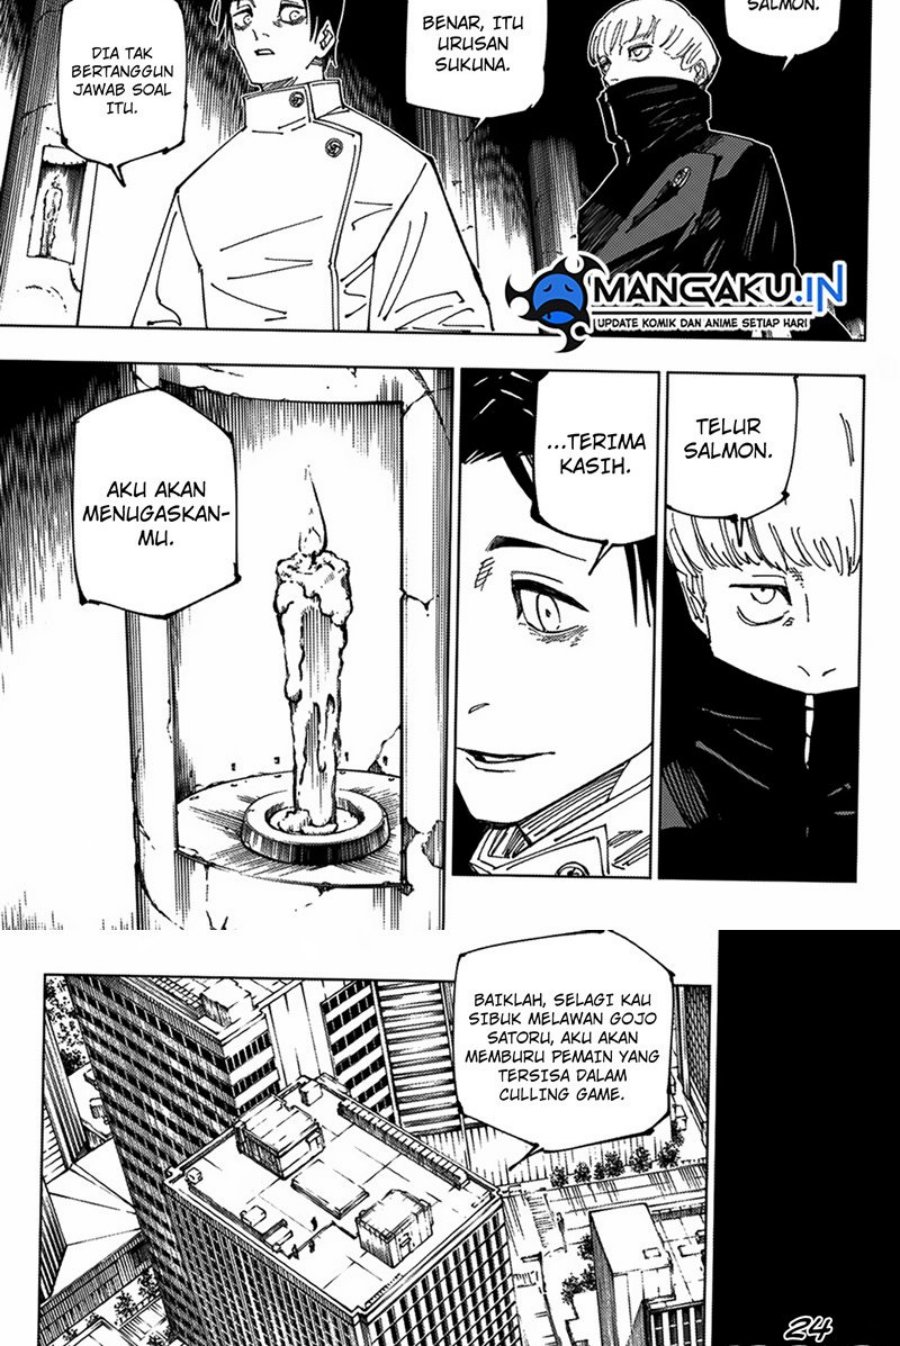 SALMON.
BENAR, ITU
URUSAN
SUKUNA.
DIA TAK
BERTANGGUN
JAWAB SOAL
ITU.
MANGAKU.IN
UPDATE KOMIK DAN ANIME SETIAP HARI
TELUR
SALMON.
...TERIMA
KASIH.
AKU AKAN
MENUGASKAN-
MU.
BAIKLAH, SELAGI KAU
SIBUK MELAWAN GOJO
SATORU, AKU AKAN
MEMBURU PEMAIN YANG
TERSISA DALAM
CULLING GAME.
24